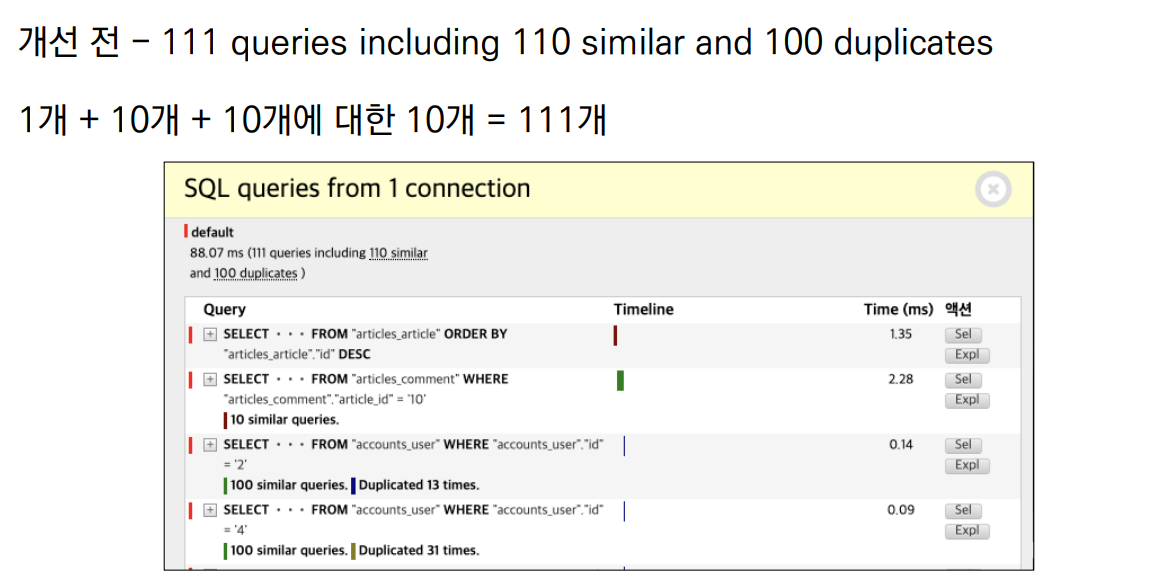 개선 전 – 111 queries including 110 similar and 100 duplicates
1개 + 10개 + 10개에 대한 10개 = 111개
SQL queries from 1 connection
default
88.07 ms (111 queries including 110 similar
and 100 duplicates )
Query Timeline Time (ms) 액션
SELECT ··· FROM "articles_article" ORDER BY 1.35 Sel
"articles_article"."id" DESC Expl
SELECT ··· FROM "articles_comment" WHERE 2.28 Sel
"articles_comment"."article_id" = '10' Expl
10 similar queries.
SELECT ··· FROM "accounts_user" WHERE "accounts_user"."id" 0.14 Sel
= '2' Expl
100 similar queries. Duplicated 13 times.
SELECT ··· FROM "accounts_user" WHERE "accounts_user"."id" 0.09 Sel
= '4' Expl
100 similar queries. Duplicated 31 times.